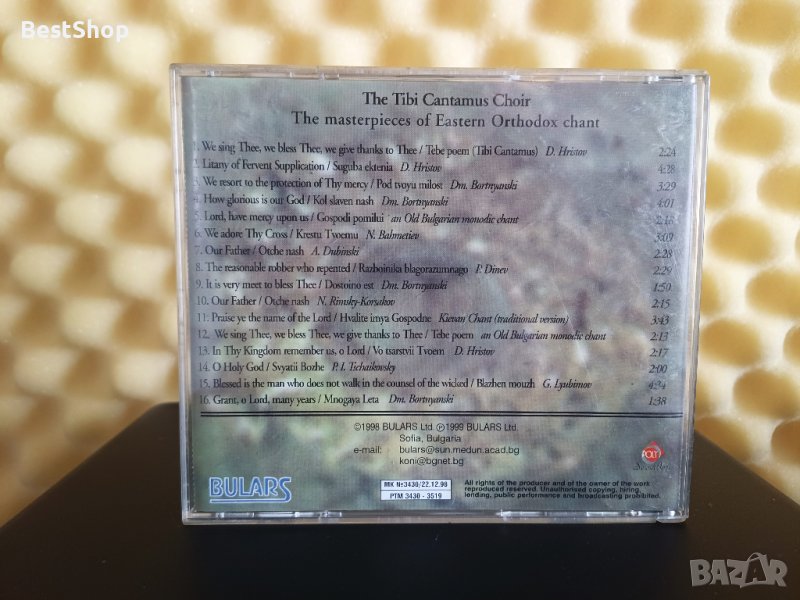 BestShop
The Tibi Cantamus Choir
The masterpieces of Eastern Orthodox chant
1. We sing Thee, we bless Thee, we give thanks to Thee / Tebe poem (Tibi Cantamus) D. Hristov 2:24
2. Litany of Fervent Supplication / Suguba ektenia D. Hristov 4:28
3. We resort to the protection of Thy mercy / Pod tvoyu milost Dm. Bortnyanski 3:29
4. How glorious is our God / Kol slaven nash Dm. Bortnyanski 4:01
5. Lord, have mercy upon us / Gospodi pomilui an Old Bulgarian monodic chant
6. We adore Thy Cross / Krestu Tvoemu N. Bahmetiev 3:09
7. Our Father / Otche nash A. Dubinski 2:28
8. The reasonable robber who repented / Razboinika blagorazumnago P. Dinev 2:29
9. It is very meet to bless Thee / Dostoino est Dm. Bortnyanski 1:50
10. Our Father / Otche nash N. Rimsky-Korsakov 2:15
11. Praise ye the name of the Lord / Hvalite imya Gospodne Kievan Chant (traditional version) 3:43
12. We sing Thee, we bless Thee, we give thanks to Thee / Tebe poem an Old Bulgarian monodic chant 2:13
13. In Thy Kingdom remember us, o Lord / Vo tsarstvii Tvoem D. Hristov 2:17
14. O Holy God / Svyatii Bozhe P. I. Tschaikovsky 2:00
15. Blessed is the man who does not walk in the counsel of the wicked / Blazhen mouzh G. Lyubimov 4:34
16. Grant, o Lord, many years / Mnogaya Leta Dm. Bortnyanski 1:38
©1998 BULARS Ltd. ℗1999 BULARS Ltd.
Sofia, Bulgaria
e-mail: bulars@sun.medun.acad.bg
koni@bgnet.bg
POLY
BULARS
MK №3430/22.12.98
PTM 3430 - 3519
All rights of the producer and of the owner of the work
reproduced reserved. Unauthorised copying, hiring,
lending, public performance and broadcasting prohibited.
BAZAR